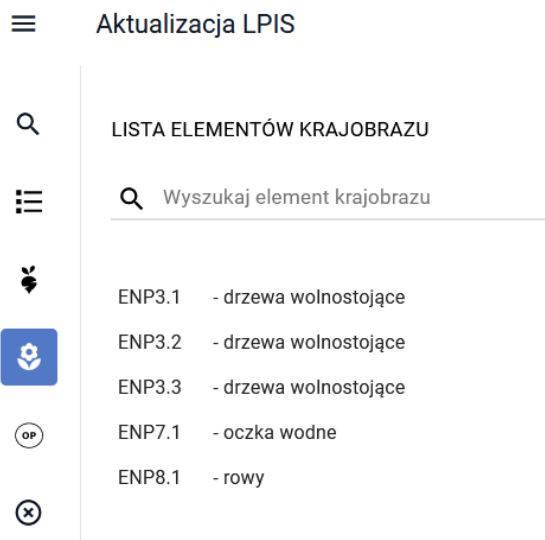 Aktualizacja LPIS
LISTA ELEMENTÓW KRAJOBRAZU
Wyszukaj element krajobrazu
ENP3.1 - drzewa wolnostojące
ENP3.2 - drzewa wolnostojące
ENP3.3 - drzewa wolnostojące
ENP7.1 - oczka wodne
OP
ENP8.1 - rowy